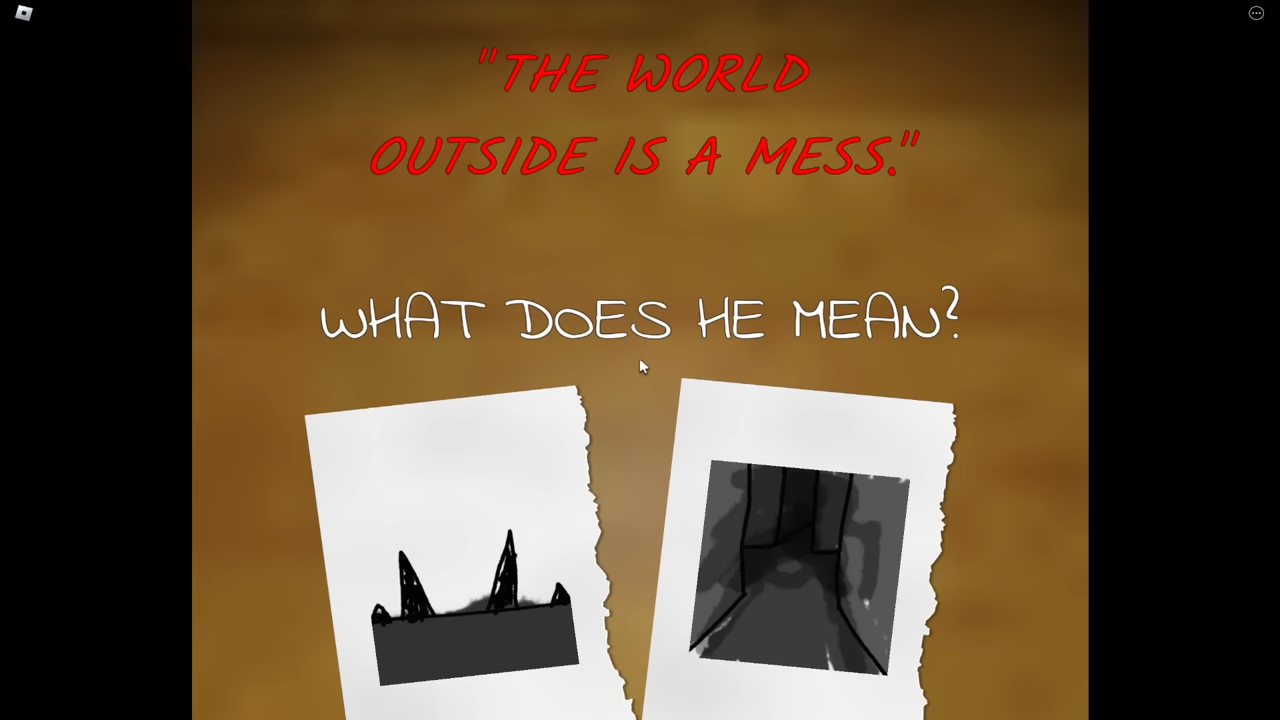 "THE WORLD
OUTSIDE IS A MESS."
WHAT DOES HE MEAN?